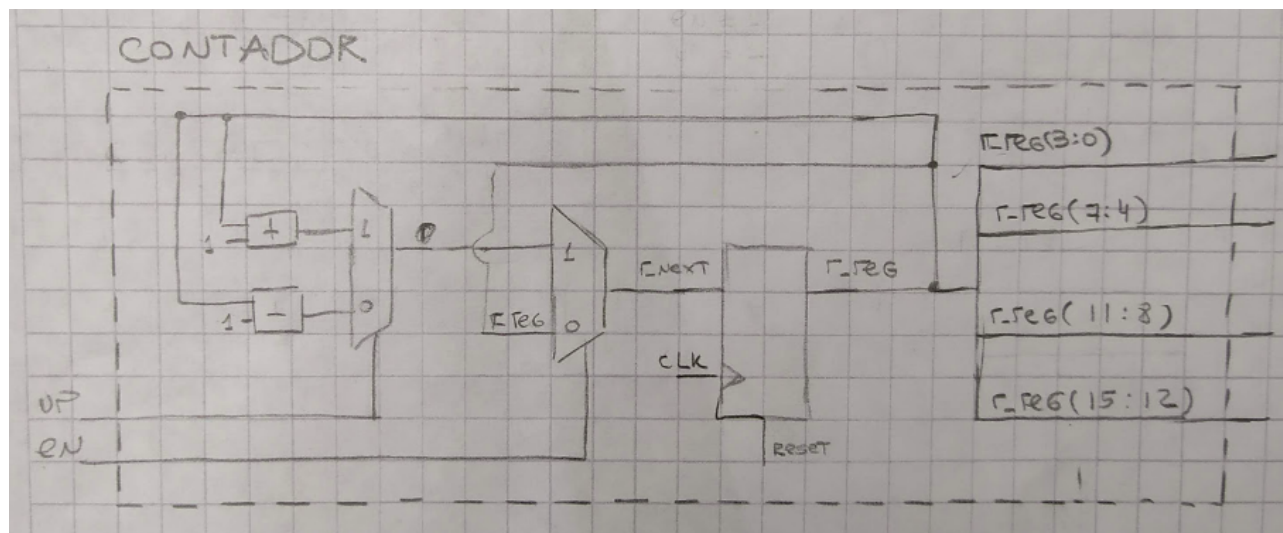 CONTADOR
r_reG(3:0)
r_reG(7:4)
1
+
1
1
r_Next
r_reG
1
-
0
r_reG
0
r_reG(11:8)
CLK
UP
r_reG(15:12)
eN
Reset